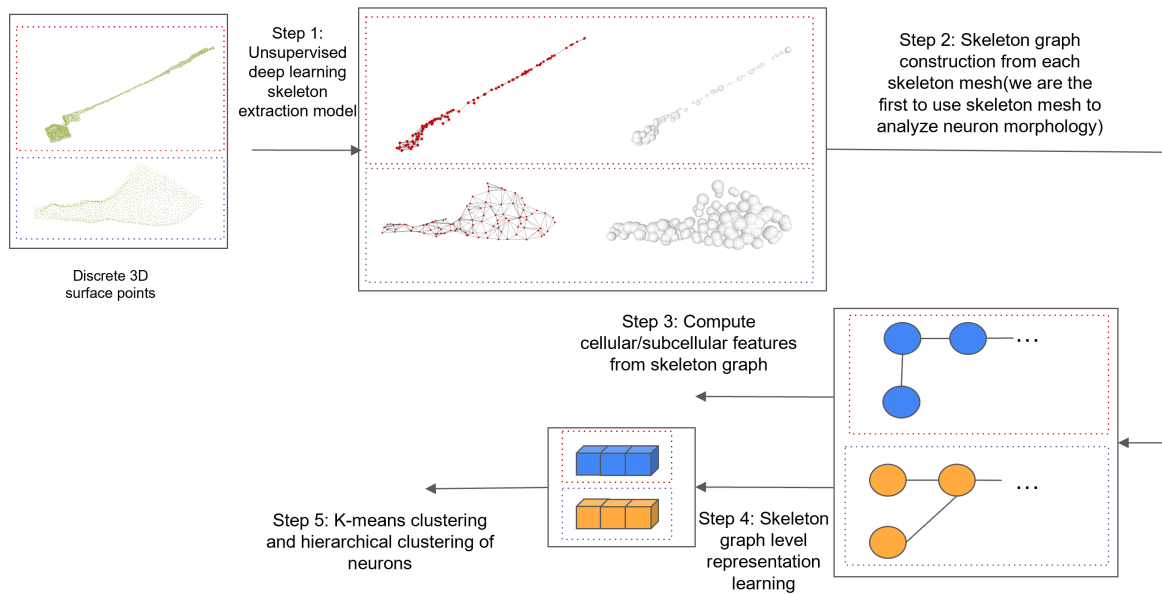 Step 1:
Unsupervised
deep learning
skeleton
extraction model
Step 2: Skeleton graph
construction from each
skeleton mesh(we are the
first to use skeleton mesh to
analyze neuron morphology)
Discrete 3D
surface points
Step 3: Compute
cellular/subcellular features
from skeleton graph
...
...
Step 4: Skeleton
graph level
representation
learning
Step 5: K-means clustering
and hierarchical clustering of
neurons